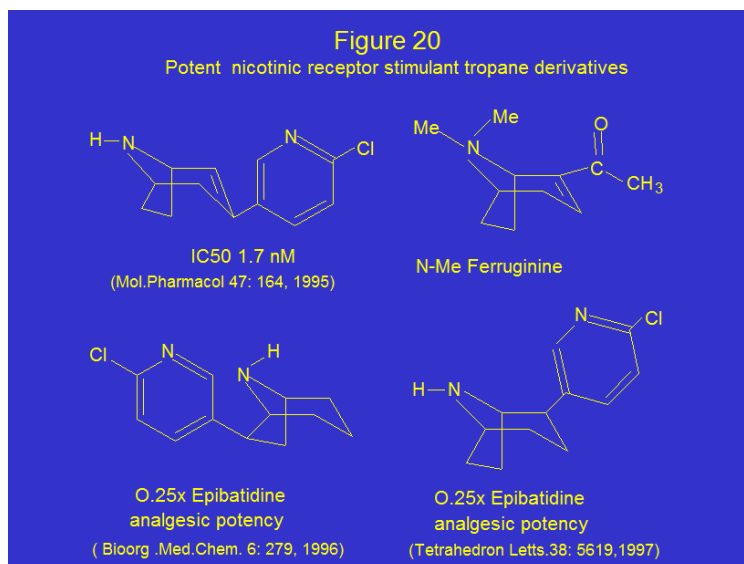 Figure 20
Potent nicotinic receptor stimulant tropane derivatives
H N
N
Cl
IC50 1.7 nM
(Mol.Pharmacol 47: 164, 1995)
Me Me
N
O
C
CH3
N-Me Ferruginine
Cl
N
N
H
O.25x Epibatidine
analgesic potency
( Bioorg .Med.Chem. 6: 279, 1996)
N
Cl
H N
O.25x Epibatidine
analgesic potency
(Tetrahedron Letts.38: 5619,1997)